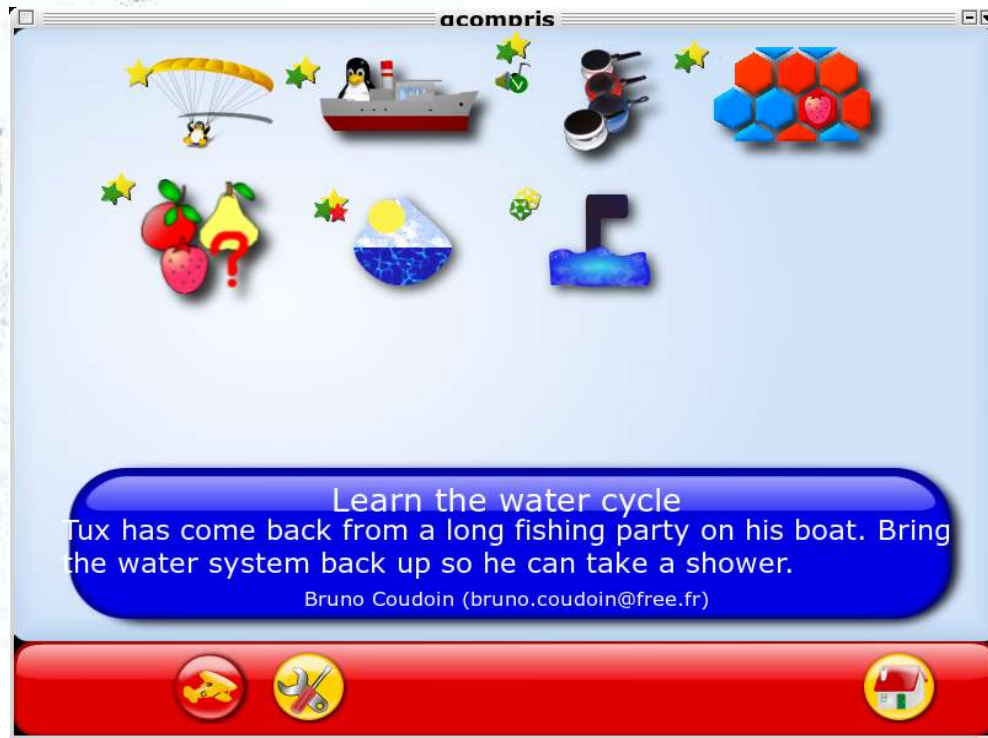 gcompris
?
Learn the water cycle
Tux has come back from a long fishing party on his boat. Bring
the water system back up so he can take a shower.
Bruno Coudoin (bruno.coudoin@free.fr)